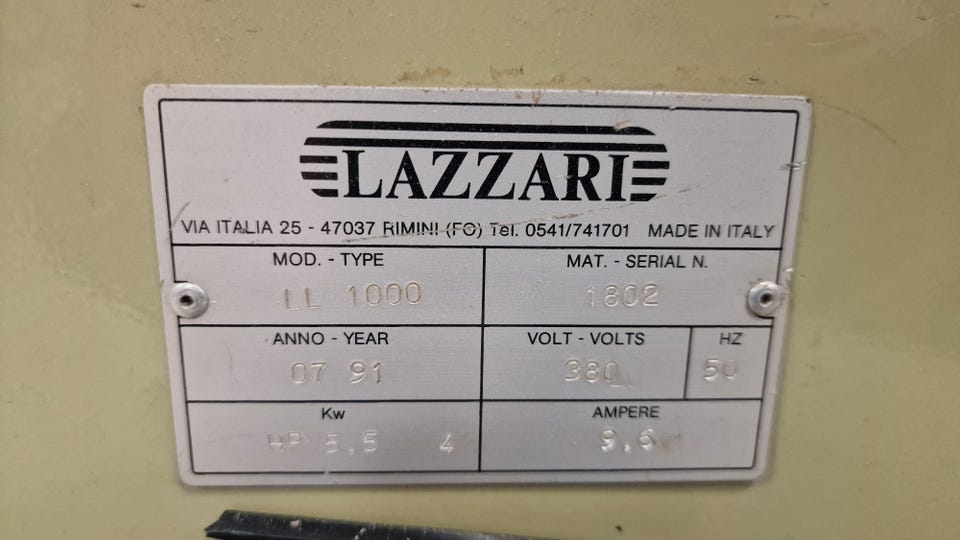 LAZZARI
VIA ITALIA 25 - 47037 RIMINI (FO) Tel. 0541/741701 MADE IN ITALY
MOD. - TYPE MAT. - SERIAL N.
LL 1000 1802
ANNO - YEAR VOLT - VOLTS HZ
07 91 380 50
Kw AMPERE
HP 5,5 4 9,6